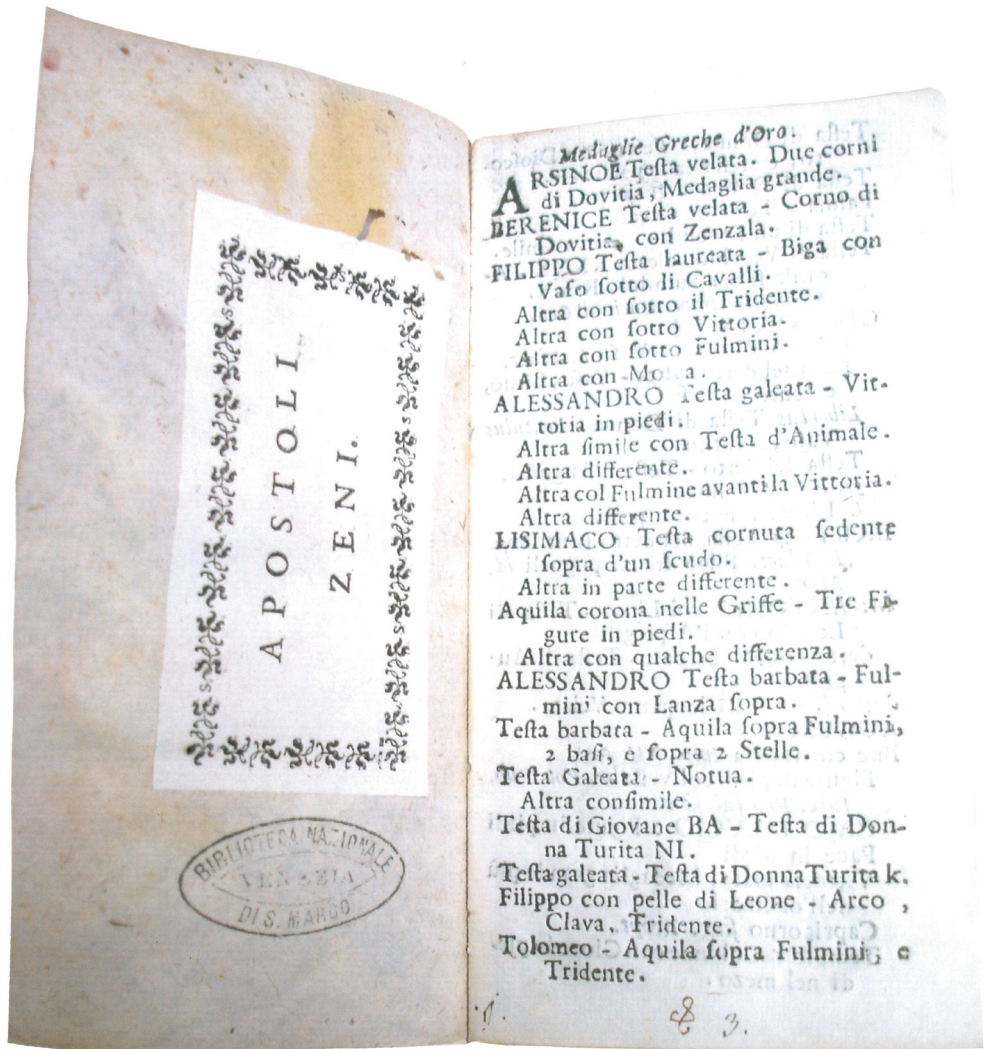 APOSTOLI
ZENI.
BIBLIOTECA NAZIONALE
VENEZIA
DI S. MARCO
Medaglie Greche d'Oro.
ARSINOE Teſta velata. Due corni
di Dovitia, Medaglia grande.
BERENICE Teſta velata - Corno di
Dovitia, con Zenzala.
FILIPPO Teſta laureata - Biga con
Vaſo ſotto li Cavalli.
Altra con ſotto il Tridente.
Altra con ſotto Vittoria.
Altra con ſotto Fulmini.
Altra con
ALESSANDRO Teſta galeata - Vit-
toria in piedi.
Altra ſimile con Teſta d'Animale.
Altra differente.
Altra col Fulmine avanti la Vittoria.
Altra differente.
LISIMACO Teſta cornuta ſedente
ſopra d'un ſcudo.
Altra in parte differente.
Aquila corona nelle Griffe - Tre Fi-
gure in piedi.
Altra con qualche differenza.
ALESSANDRO Teſta barbata - Ful-
mini con Lanza ſopra.
Teſta barbata - Aquila ſopra Fulmini,
2 baſi, e ſopra 2 Stelle.
Teſta Galeata - Notua.
Altra conſimile.
Teſta di Giovane BA - Teſta di Don-
na Turita NI.
Teſta galeata - Teſta di Donna Turita k.
Filippo con pelle di Leone - Arco,
Clava, Tridente.
Tolomeo - Aquila ſopra Fulmini, e
Tridente.
3.